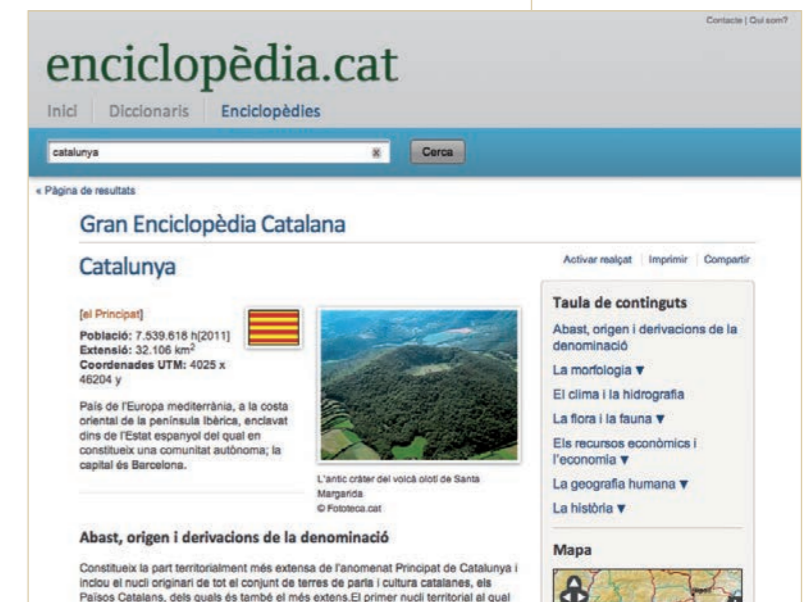 Contacte | Qui som?
enciclopèdia.cat
Inici Diccionaris Enciclopèdies
catalunya
Cerca
« Pàgina de resultats
Gran Enciclopèdia Catalana
Catalunya
Activar realçat Imprimir Compartir
[el Principat]
Població: 7.539.618 h[2011]
Extensió: 32.106 km²
Coordenades UTM: 4025 x
46204 y
País de l'Europa mediterrània, a la costa
oriental de la península Ibèrica, enclavat
dins de l'Estat espanyol del qual en
constitueix una comunitat autònoma; la
capital és Barcelona.
L'antic cràter del volcà olotí de Santa
Margarida
© Fototeca.cat
Abast, origen i derivacions de la denominació
Constitueix la part territorialment més extensa de l'anomenat Principat de Catalunya i
inclou el nucli originari de tot el conjunt de terres de parla i cultura catalanes, els
Països Catalans, dels quals és també el més extens.El primer nucli territorial al qual
Taula de continguts
Abast, origen i derivacions de la
denominació
La morfologia ▼
El clima i la hidrografia
La flora i la fauna ▼
Els recursos econòmics i
l'economia ▼
La geografia humana ▼
La història ▼
Mapa